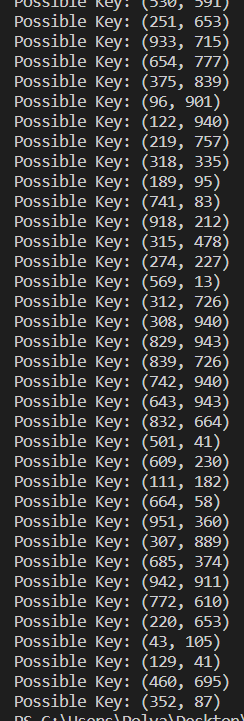 Possible Key: (530, 591)
Possible Key: (251, 653)
Possible Key: (933, 715)
Possible Key: (654, 777)
Possible Key: (375, 839)
Possible Key: (96, 901)
Possible Key: (122, 940)
Possible Key: (219, 757)
Possible Key: (318, 335)
Possible Key: (189, 95)
Possible Key: (741, 83)
Possible Key: (918, 212)
Possible Key: (315, 478)
Possible Key: (274, 227)
Possible Key: (569, 13)
Possible Key: (312, 726)
Possible Key: (308, 940)
Possible Key: (829, 943)
Possible Key: (839, 726)
Possible Key: (742, 940)
Possible Key: (643, 943)
Possible Key: (832, 664)
Possible Key: (501, 41)
Possible Key: (609, 230)
Possible Key: (111, 182)
Possible Key: (664, 58)
Possible Key: (951, 360)
Possible Key: (307, 889)
Possible Key: (685, 374)
Possible Key: (942, 911)
Possible Key: (772, 610)
Possible Key: (220, 653)
Possible Key: (43, 105)
Possible Key: (129, 41)
Possible Key: (460, 695)
Possible Key: (352, 87)
PS C:\Users\Polya\Desktop\